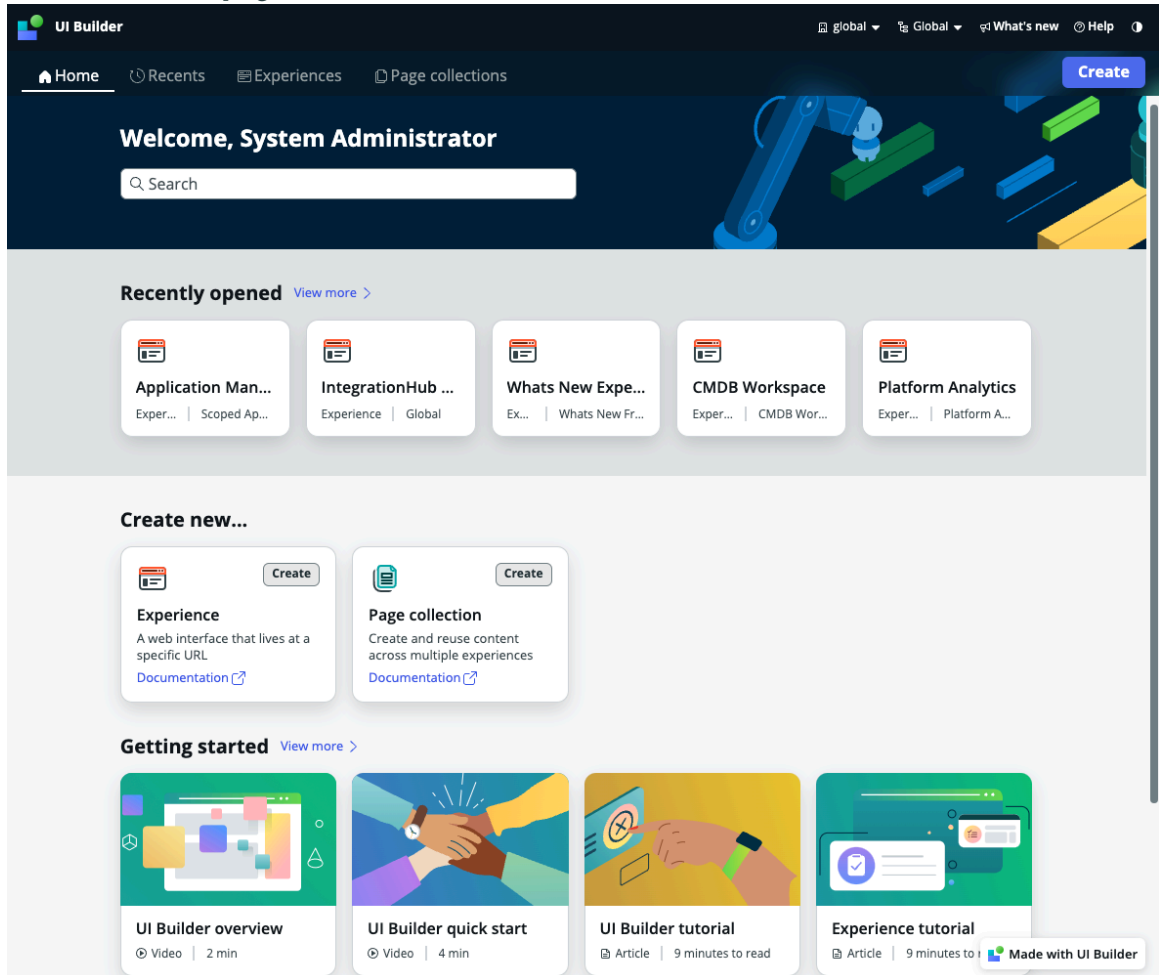 UI Builder
global
Global
What's new
Help
Home
Recents
Experiences
Page collections
Create
Welcome, System Administrator
Search
Recently opened View more
Application Man...
Exper... | Scoped Ap...
IntegrationHub ...
Experience | Global
Whats New Expe...
Ex... | Whats New Fr...
CMDB Workspace
Exper... | CMDB Wor...
Platform Analytics
Exper... | Platform A...
Create new...
Create
Experience
A web interface that lives at a
specific URL
Documentation
Create
Page collection
Create and reuse content
across multiple experiences
Documentation
Getting started View more
UI Builder overview
Video | 2 min
UI Builder quick start
Video | 4 min
UI Builder tutorial
Article | 9 minutes to read
Experience tutorial
Article | 9 minutes to
Made with UI Builder